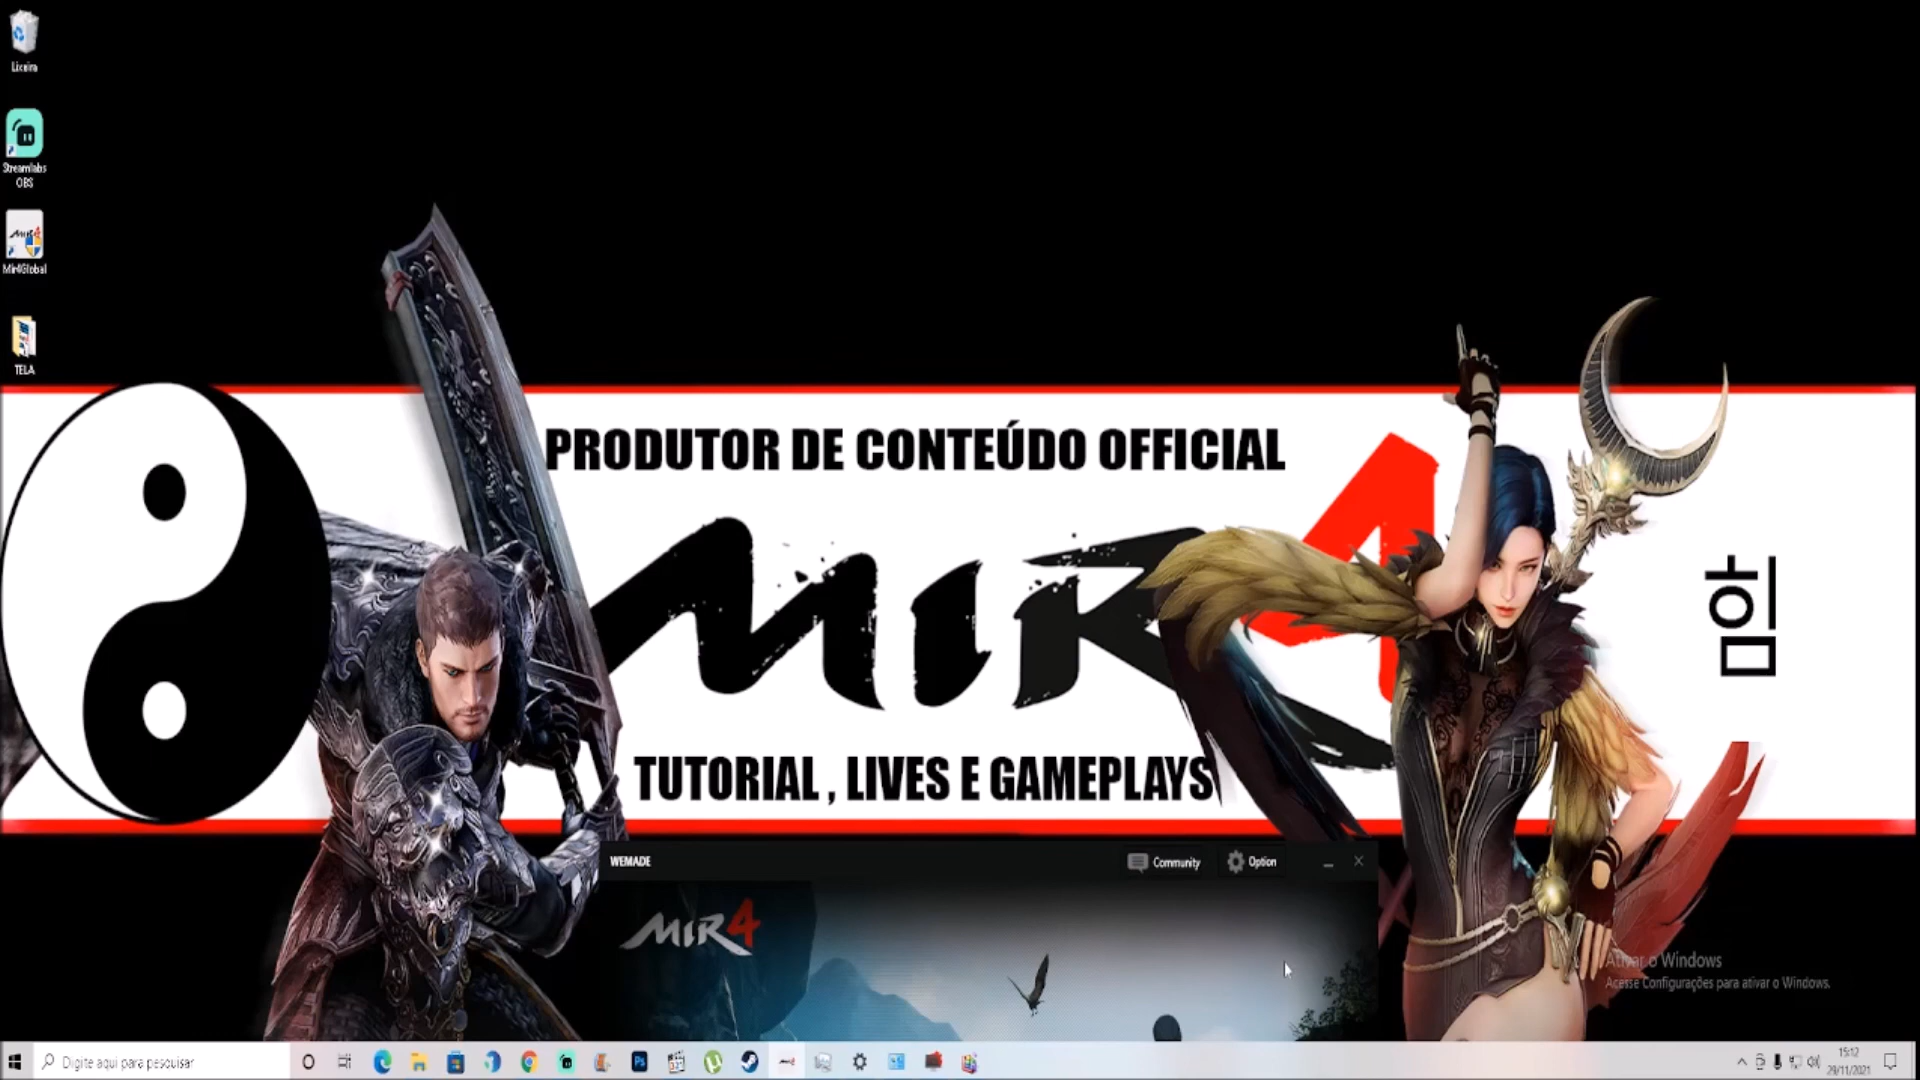 Lixeira
Streamlabs
OBS
Mir4Global
TELA
PRODUTOR DE CONTEÚDO OFFICIAL
MIR4
힘
TUTORIAL , LIVES E GAMEPLAYS
WEMADE
Community
Option
MIR4
Ativar o Windows
Acesse Configurações para ativar o Windows.
Digite aqui para pesquisar
15:12
29/11/2021